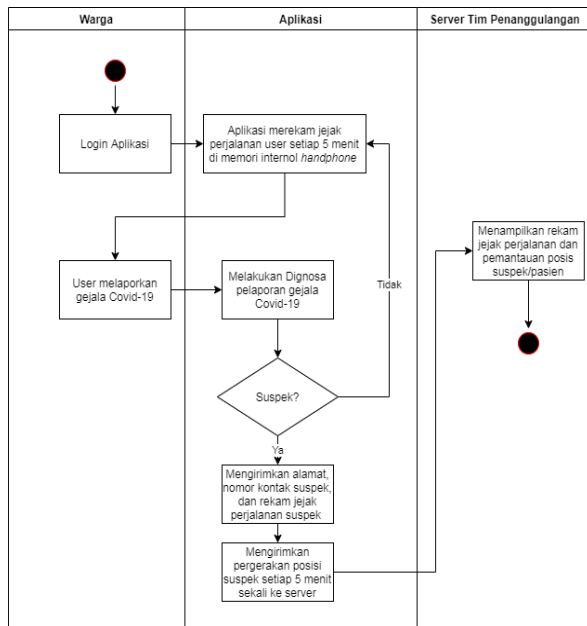 Warga
Aplikasi
Server Tim Penanggulangan
Login Aplikasi
Aplikasi merekam jejak
perjalanan user setiap 5 menit
di memori internol handphone
User melaporkan
gejala Covid-19
Melakukan Dignosa
pelaporan gejala
Covid-19
Tidak
Menampilkan rekam
jejak perjalanan dan
pemantauan posis
suspek/pasien
Suspek?
Ya
Mengirimkan alamat,
nomor kontak suspek,
dan rekam jejak
perjalanan suspek
Mengirimkan
pergerakan posisi
suspek setiap 5 menit
sekali ke server